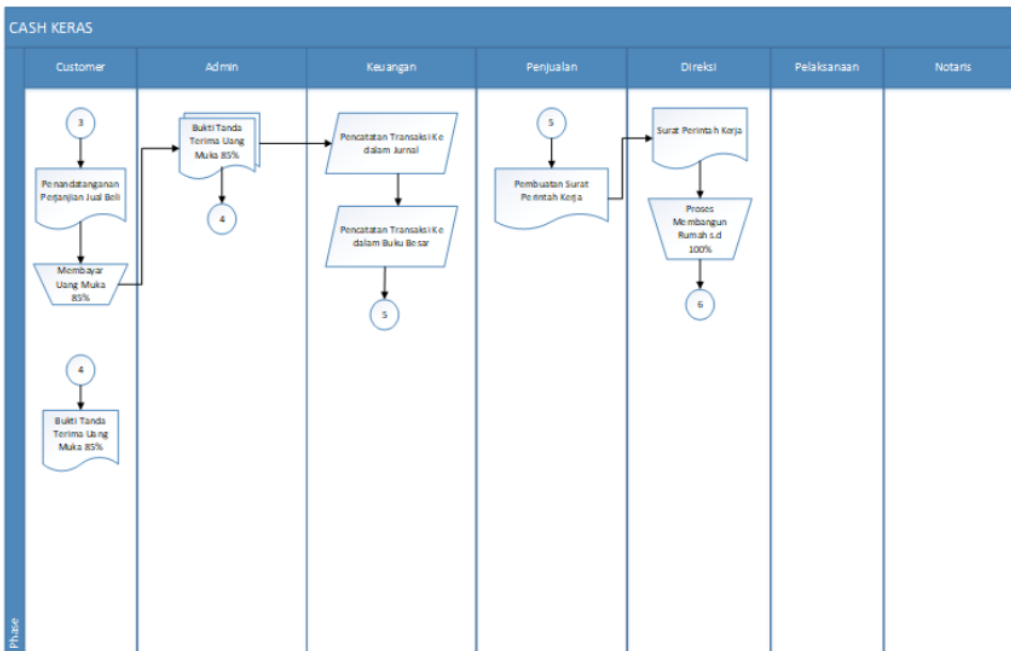 CASH KERAS
Customer
Admin
Keuangan
Penjualan
Direksi
Pelaksanaan
Notaris
3
Penandatanganan
Perjanjian Jual Beli
Membayar
Uang Muka
85%
4
Bukti Tanda
Terima Uang
Muka 85%
Bukti Tanda
Terima Uang
Muka 85%
4
Pencatatan Transaksi Ke
dalam Jurnal
Pencatatan Transaksi Ke
dalam Buku Besar
5
5
Pembuatan Surat
Perintah Kerja
Surat Perintah Kerja
Proses
Membangun
Rumah s.d
100%
6
Phase